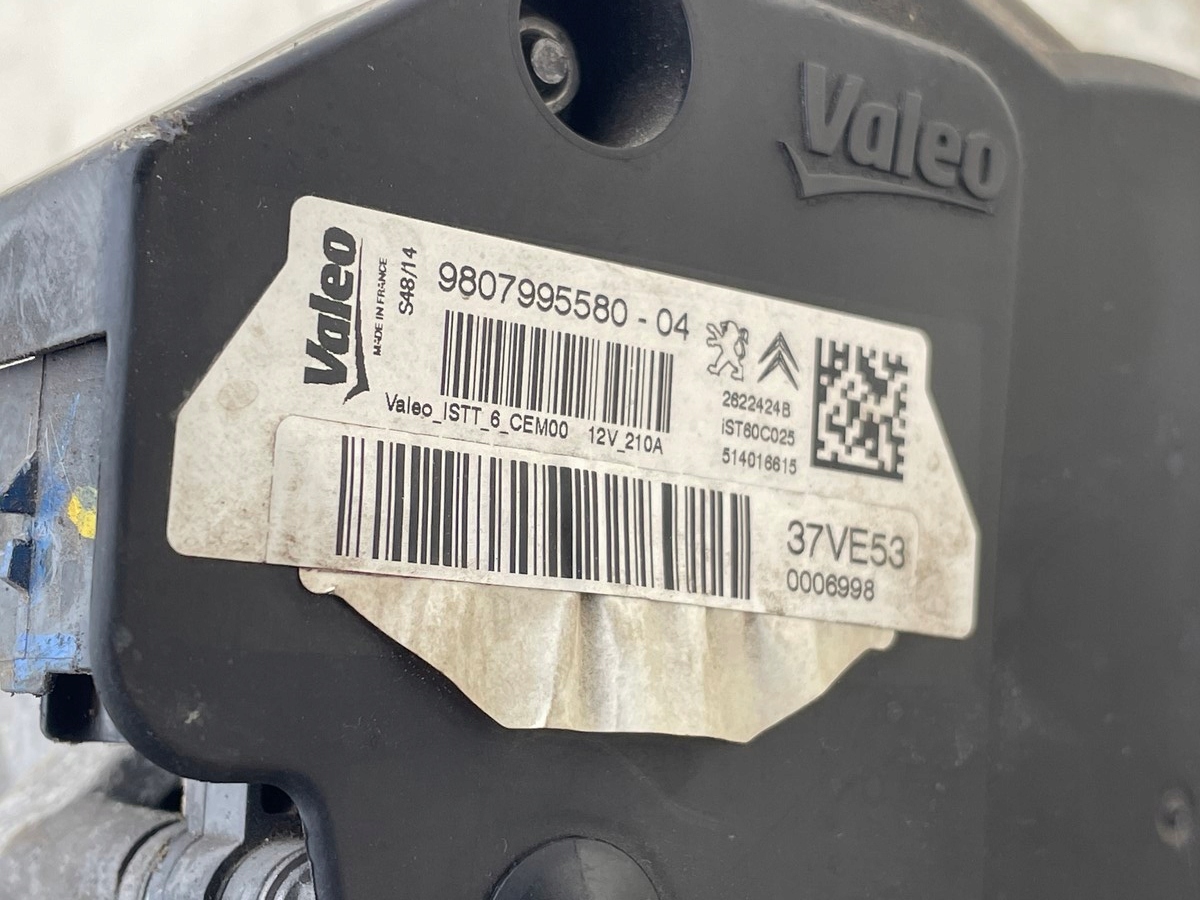 Valeo
Valeo
MADE IN FRANCE
S48/14
9807995580 - 04
Valeo_ISTT_6_CEM00 12V_210A
2622424B
iST60C025
514016615
37VE53
0006998